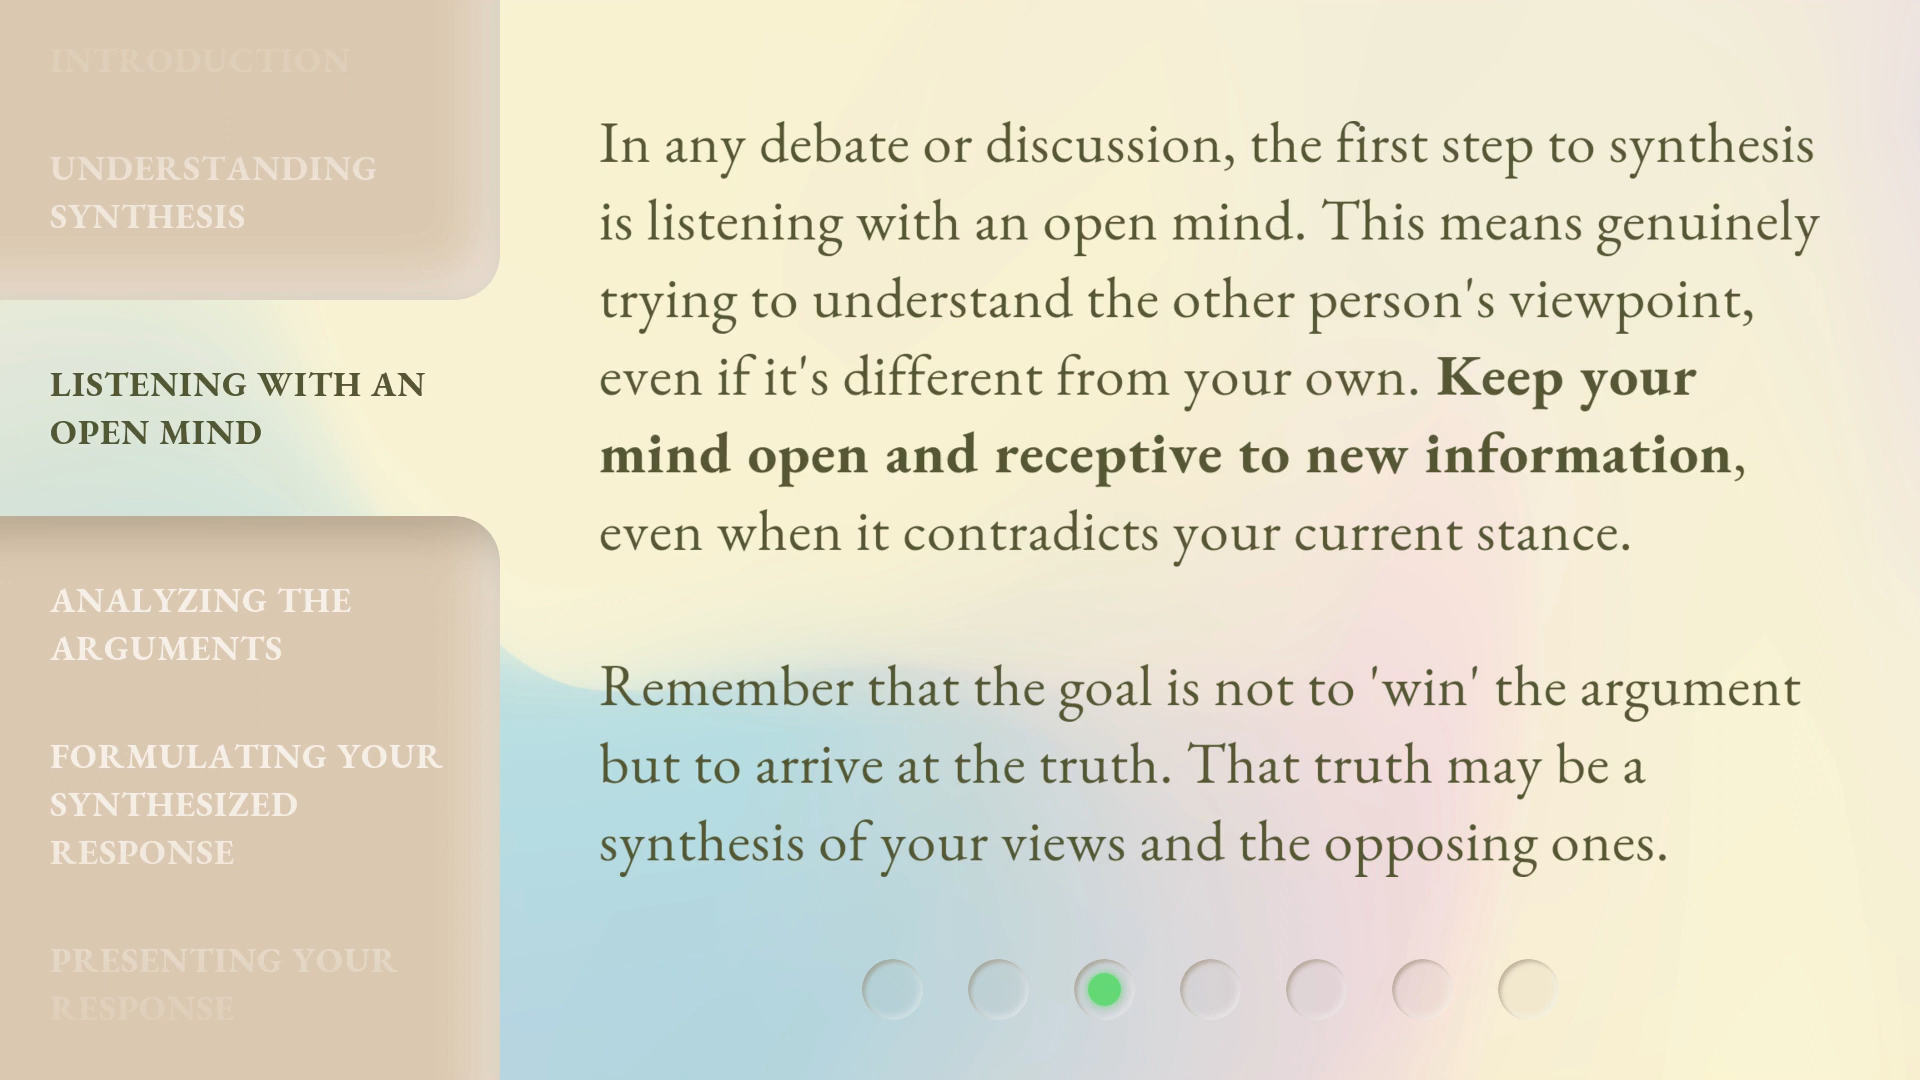 INTRODUCTION
UNDERSTANDING
SYNTHESIS
LISTENING WITH AN
OPEN MIND
ANALYZING THE
ARGUMENTS
FORMULATING YOUR
SYNTHESIZED
RESPONSE
PRESENTING YOUR
RESPONSE
In any debate or discussion, the first step to synthesis
is listening with an open mind. This means genuinely
trying to understand the other person's viewpoint,
even if it's different from your own. Keep your
mind open and receptive to new information,
even when it contradicts your current stance.
Remember that the goal is not to 'win' the argument
but to arrive at the truth. That truth may be a
synthesis of your views and the opposing ones.